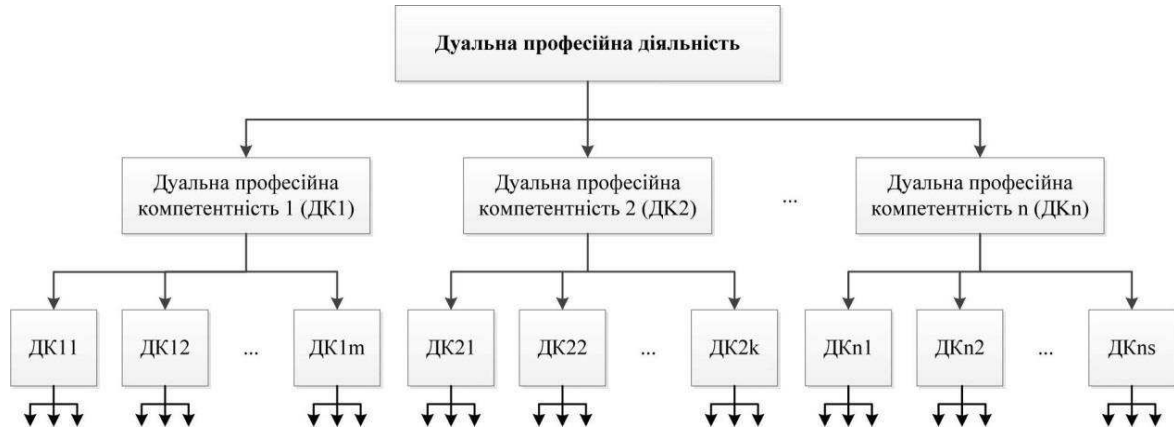 Дуальна професійна діяльність
Дуальна професійна
компетентність 1 (ДК1)
Дуальна професійна
компетентність 2 (ДК2)
...
Дуальна професійна
компетентність n (ДКn)
ДК11
ДК12
...
ДК1m
ДК21
ДК22
...
ДК2k
ДКn1
ДКn2
...
ДКns